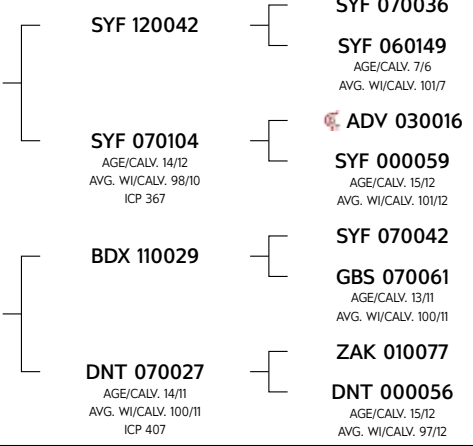 SYF 070036
SYF 120042
SYF 060149
AGE/CALV. 7/6
AVG. WI/CALV. 101/7
ADV 030016
SYF 070104
AGE/CALV. 14/12
AVG. WI/CALV. 98/10
ICP 367
SYF 000059
AGE/CALV. 15/12
AVG. WI/CALV. 101/12
SYF 070042
BDX 110029
GBS 070061
AGE/CALV. 13/11
AVG. WI/CALV. 100/11
ZAK 010077
DNT 070027
AGE/CALV. 14/11
AVG. WI/CALV. 100/11
ICP 407
DNT 000056
AGE/CALV. 15/12
AVG. WI/CALV. 97/12